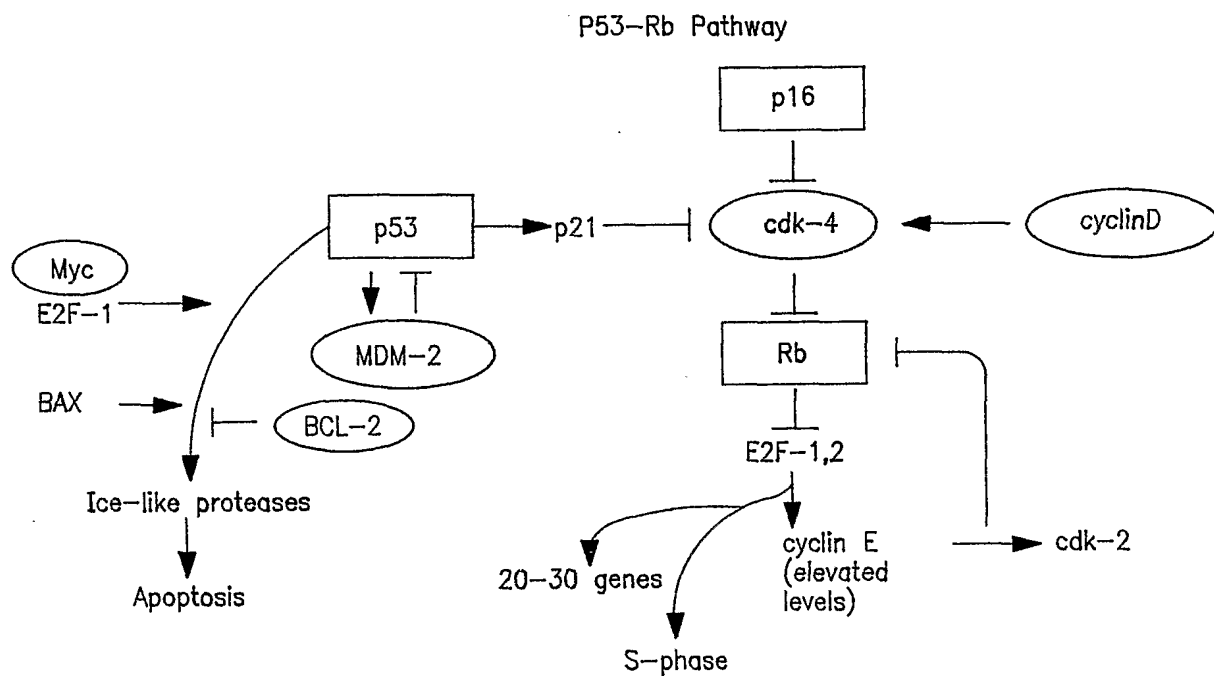 P53-Rb Pathway
p16
p53
p21
cdk-4
cyclinD
Myc
E2F-1
MDM-2
Rb
BAX
BCL-2
E2F-1,2
Ice-like proteases
20-30 genes
cyclin E
(elevated
levels)
cdk-2
Apoptosis
S-phase